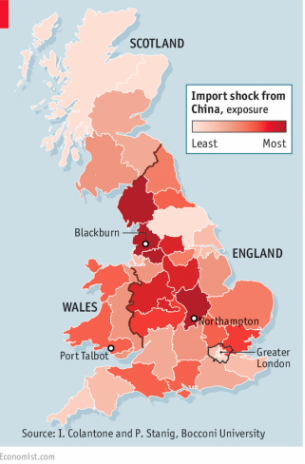 SCOTLAND
Import shock from
China, exposure
Least Most
Blackburn
ENGLAND
WALES
Northampton
Port Talbot
Greater
London
Source: I. Colantone and P. Stanig, Bocconi University
Economist.com